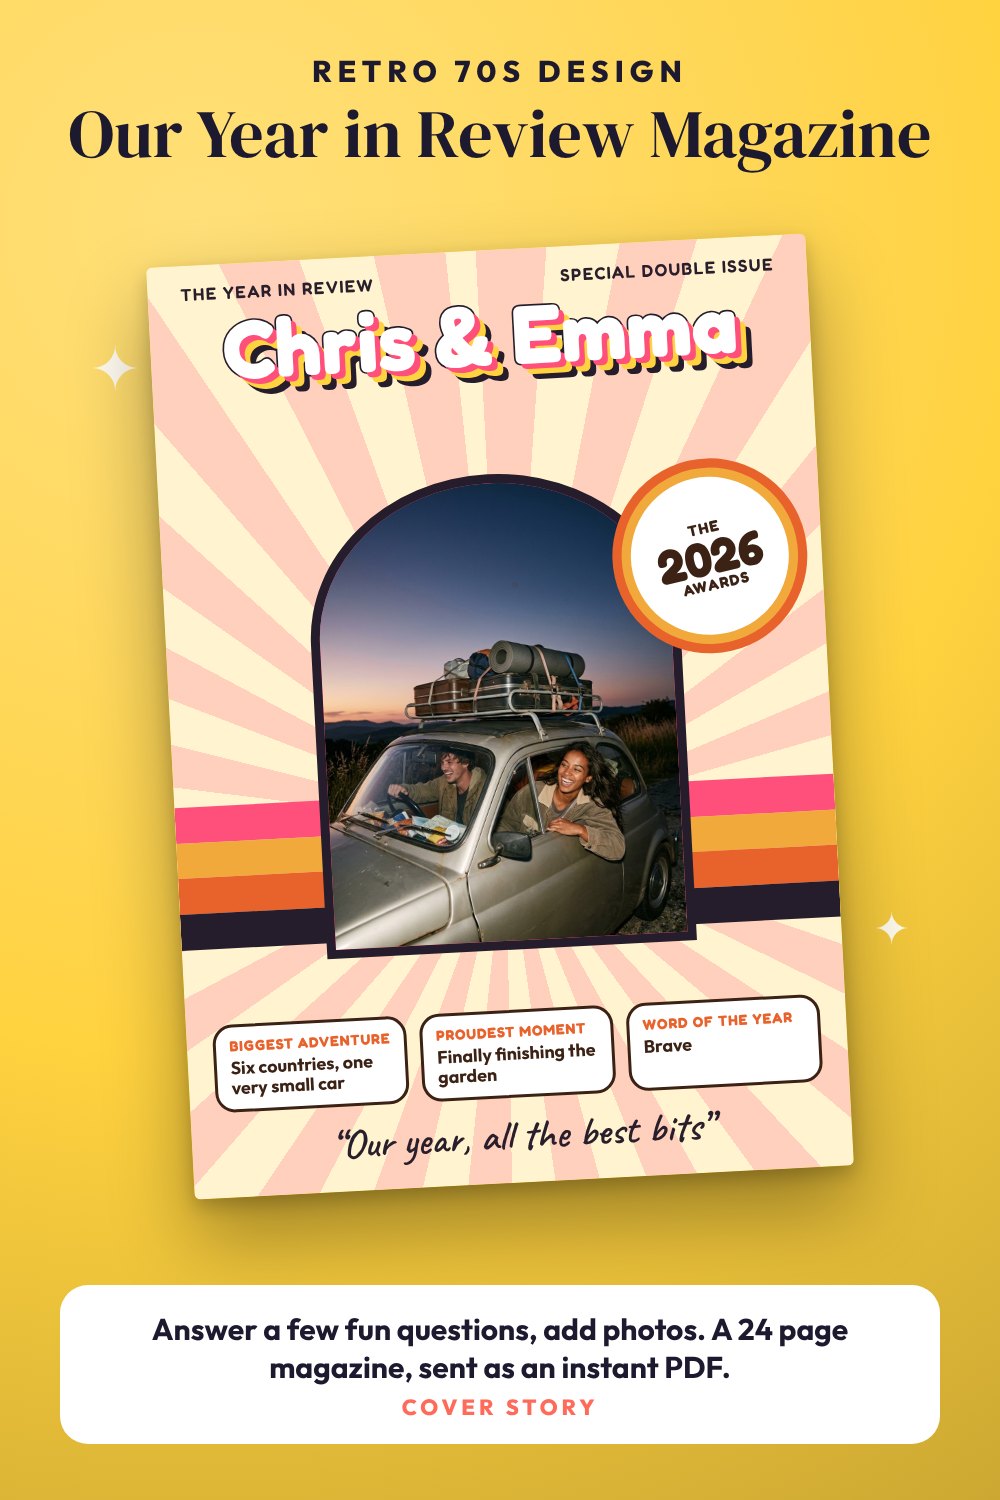 RETRO 70S DESIGN
Our Year in Review Magazine
THE YEAR IN REVIEW
SPECIAL DOUBLE ISSUE
Chris & Emma
THE
2026
AWARDS
BIGGEST ADVENTURE
Six countries, one
very small car
PROUDEST MOMENT
Finally finishing the
garden
WORD OF THE YEAR
Brave
“Our year, all the best bits”
Answer a few fun questions, add photos. A 24 page
magazine, sent as an instant PDF.
COVER STORY